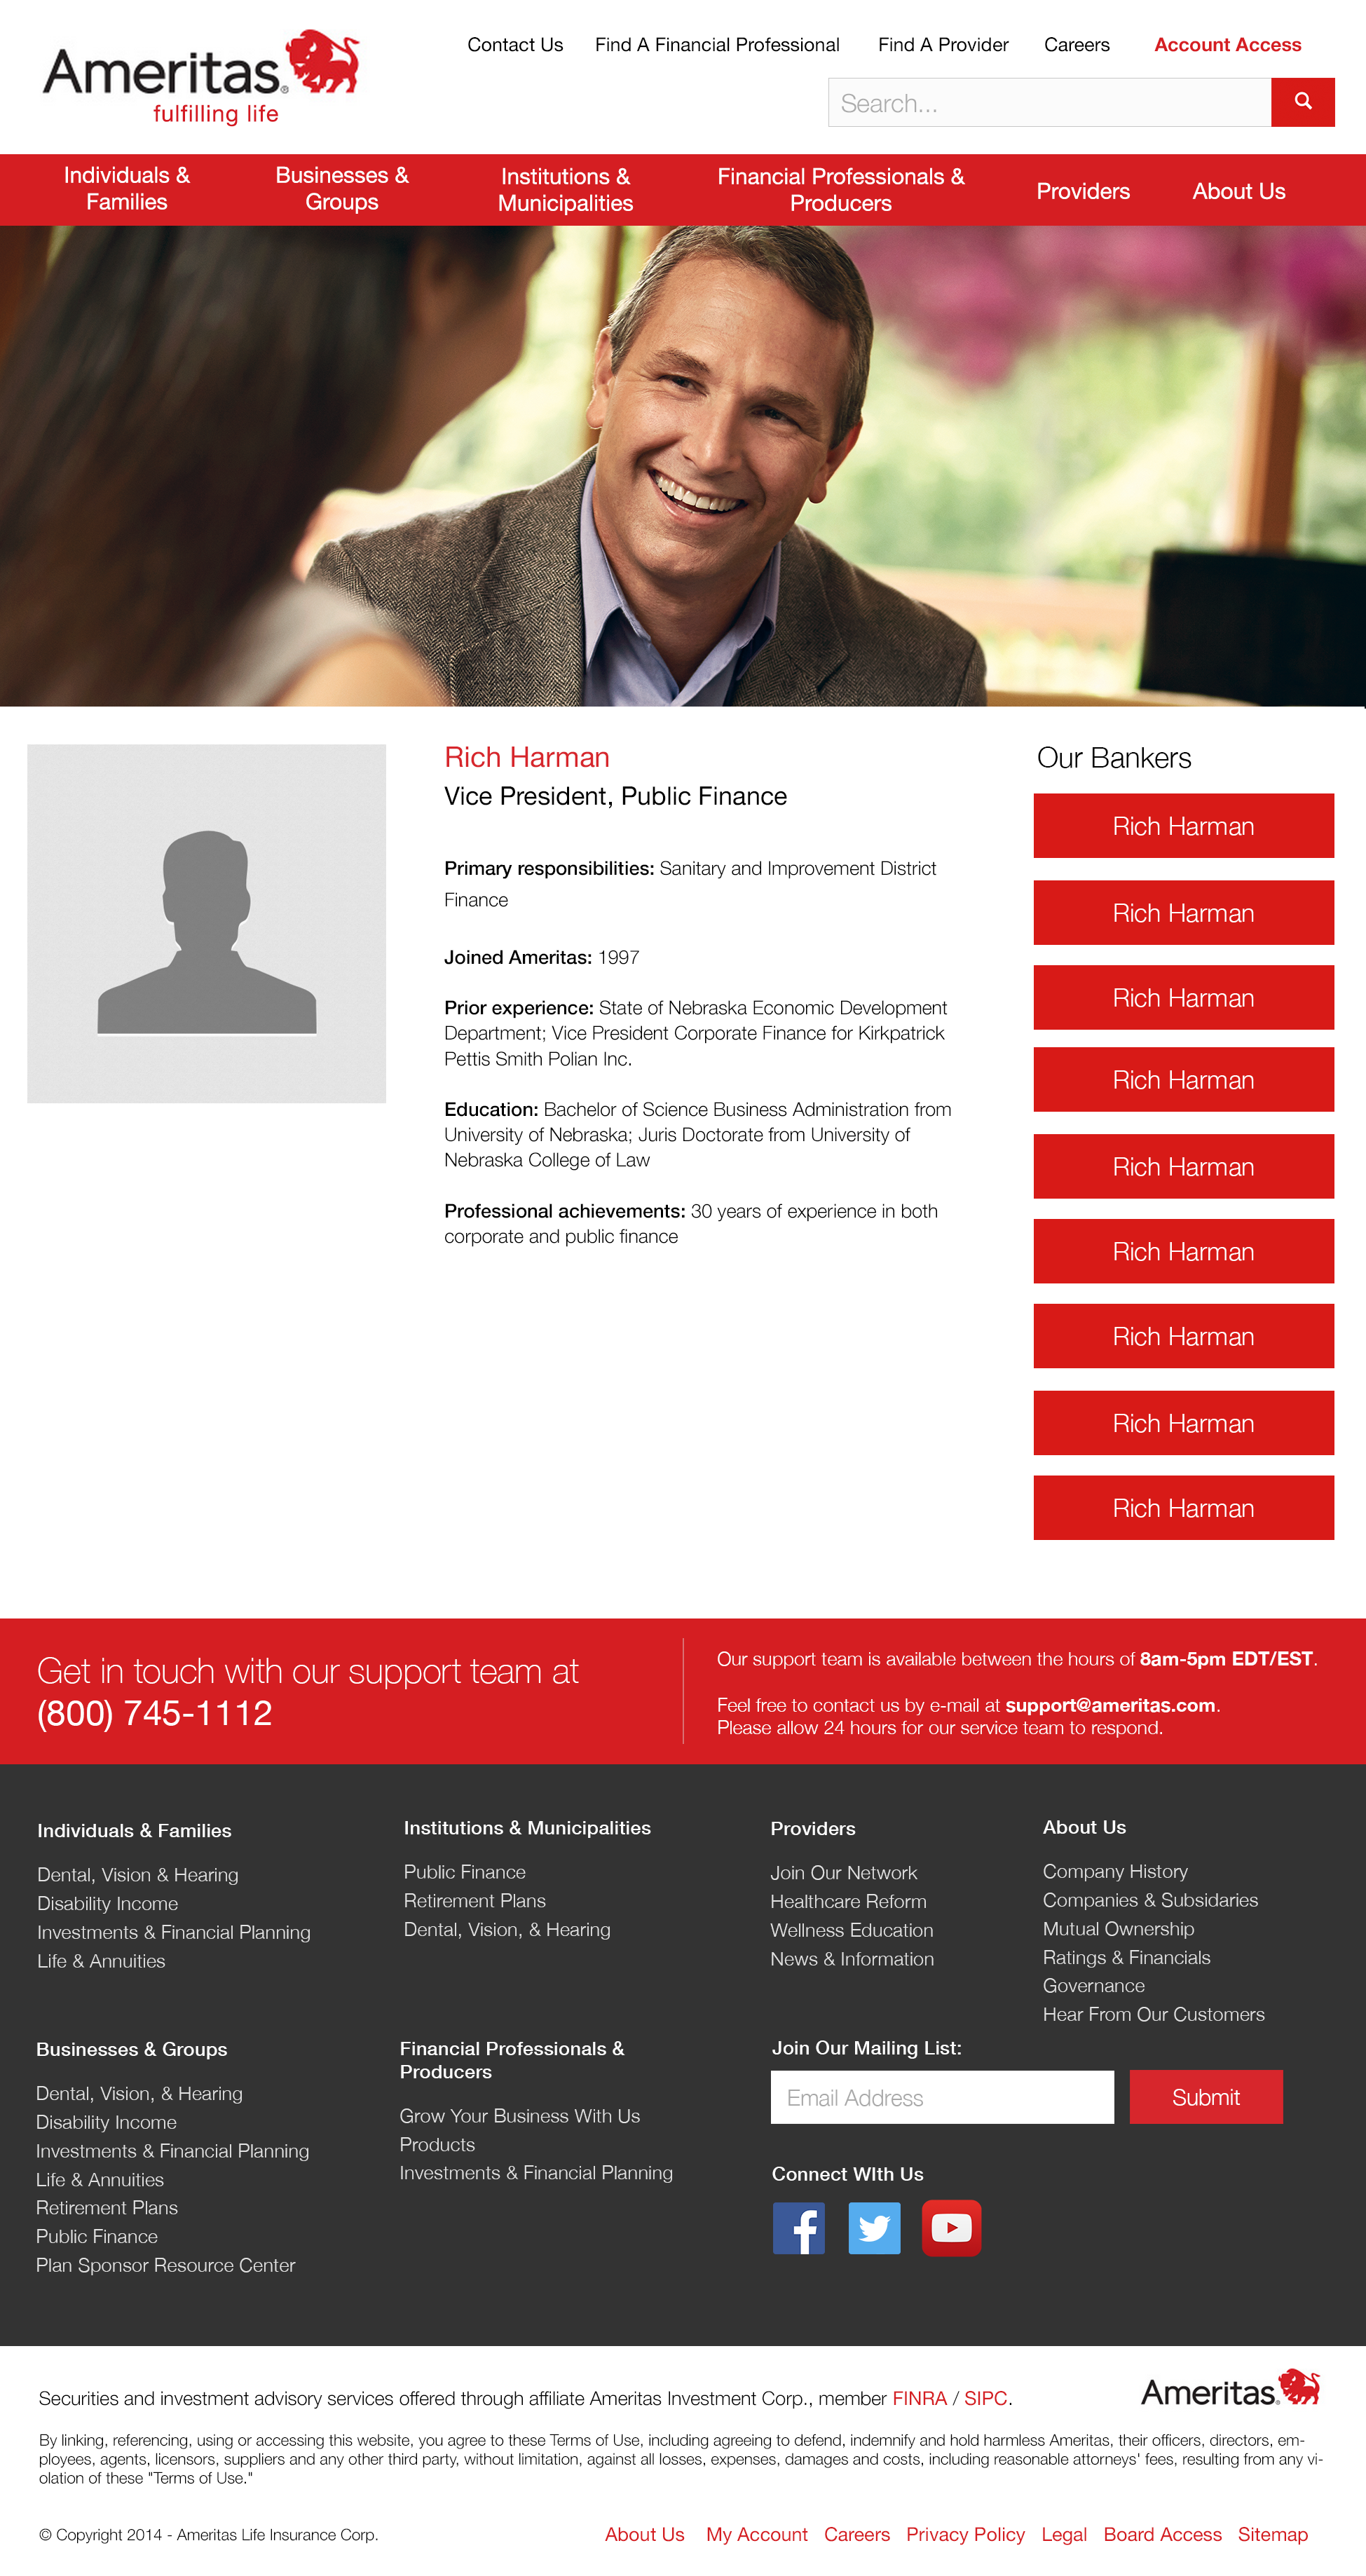 Ameritas®
fulfilling life
Contact Us
Find A Financial Professional
Find A Provider
Careers
Account Access
Search...
Individuals &
Families
Businesses &
Groups
Institutions &
Municipalities
Financial Professionals &
Producers
Providers
About Us
Rich Harman
Vice President, Public Finance
Primary responsibilities: Sanitary and Improvement District
Finance
Joined Ameritas: 1997
Prior experience: State of Nebraska Economic Development
Department; Vice President Corporate Finance for Kirkpatrick
Pettis Smith Polian Inc.
Education: Bachelor of Science Business Administration from
University of Nebraska; Juris Doctorate from University of
Nebraska College of Law
Professional achievements: 30 years of experience in both
corporate and public finance
Our Bankers
Rich Harman
Rich Harman
Rich Harman
Rich Harman
Rich Harman
Rich Harman
Rich Harman
Rich Harman
Rich Harman
Get in touch with our support team at
(800) 745-1112
Our support team is available between the hours of 8am-5pm EDT/EST.
Feel free to contact us by e-mail at support@ameritas.com.
Please allow 24 hours for our service team to respond.
Individuals & Families
Dental, Vision & Hearing
Disability Income
Investments & Financial Planning
Life & Annuities
Institutions & Municipalities
Public Finance
Retirement Plans
Dental, Vision, & Hearing
Providers
Join Our Network
Healthcare Reform
Wellness Education
News & Information
About Us
Company History
Companies & Subsidaries
Mutual Ownership
Ratings & Financials
Governance
Hear From Our Customers
Businesses & Groups
Dental, Vision, & Hearing
Disability Income
Investments & Financial Planning
Life & Annuities
Retirement Plans
Public Finance
Plan Sponsor Resource Center
Financial Professionals &
Producers
Grow Your Business With Us
Products
Investments & Financial Planning
Join Our Mailing List:
Email Address
Submit
Connect WIth Us
Securities and investment advisory services offered through affiliate Ameritas Investment Corp., member FINRA / SIPC.
Ameritas®
By linking, referencing, using or accessing this website, you agree to these Terms of Use, including agreeing to defend, indemnify and hold harmless Ameritas, their officers, directors, em-
ployees, agents, licensors, suppliers and any other third party, without limitation, against all losses, expenses, damages and costs, including reasonable attorneys' fees, resulting from any vi-
olation of these "Terms of Use."
© Copyright 2014 - Ameritas Life Insurance Corp.
About Us
My Account
Careers
Privacy Policy
Legal
Board Access
Sitemap